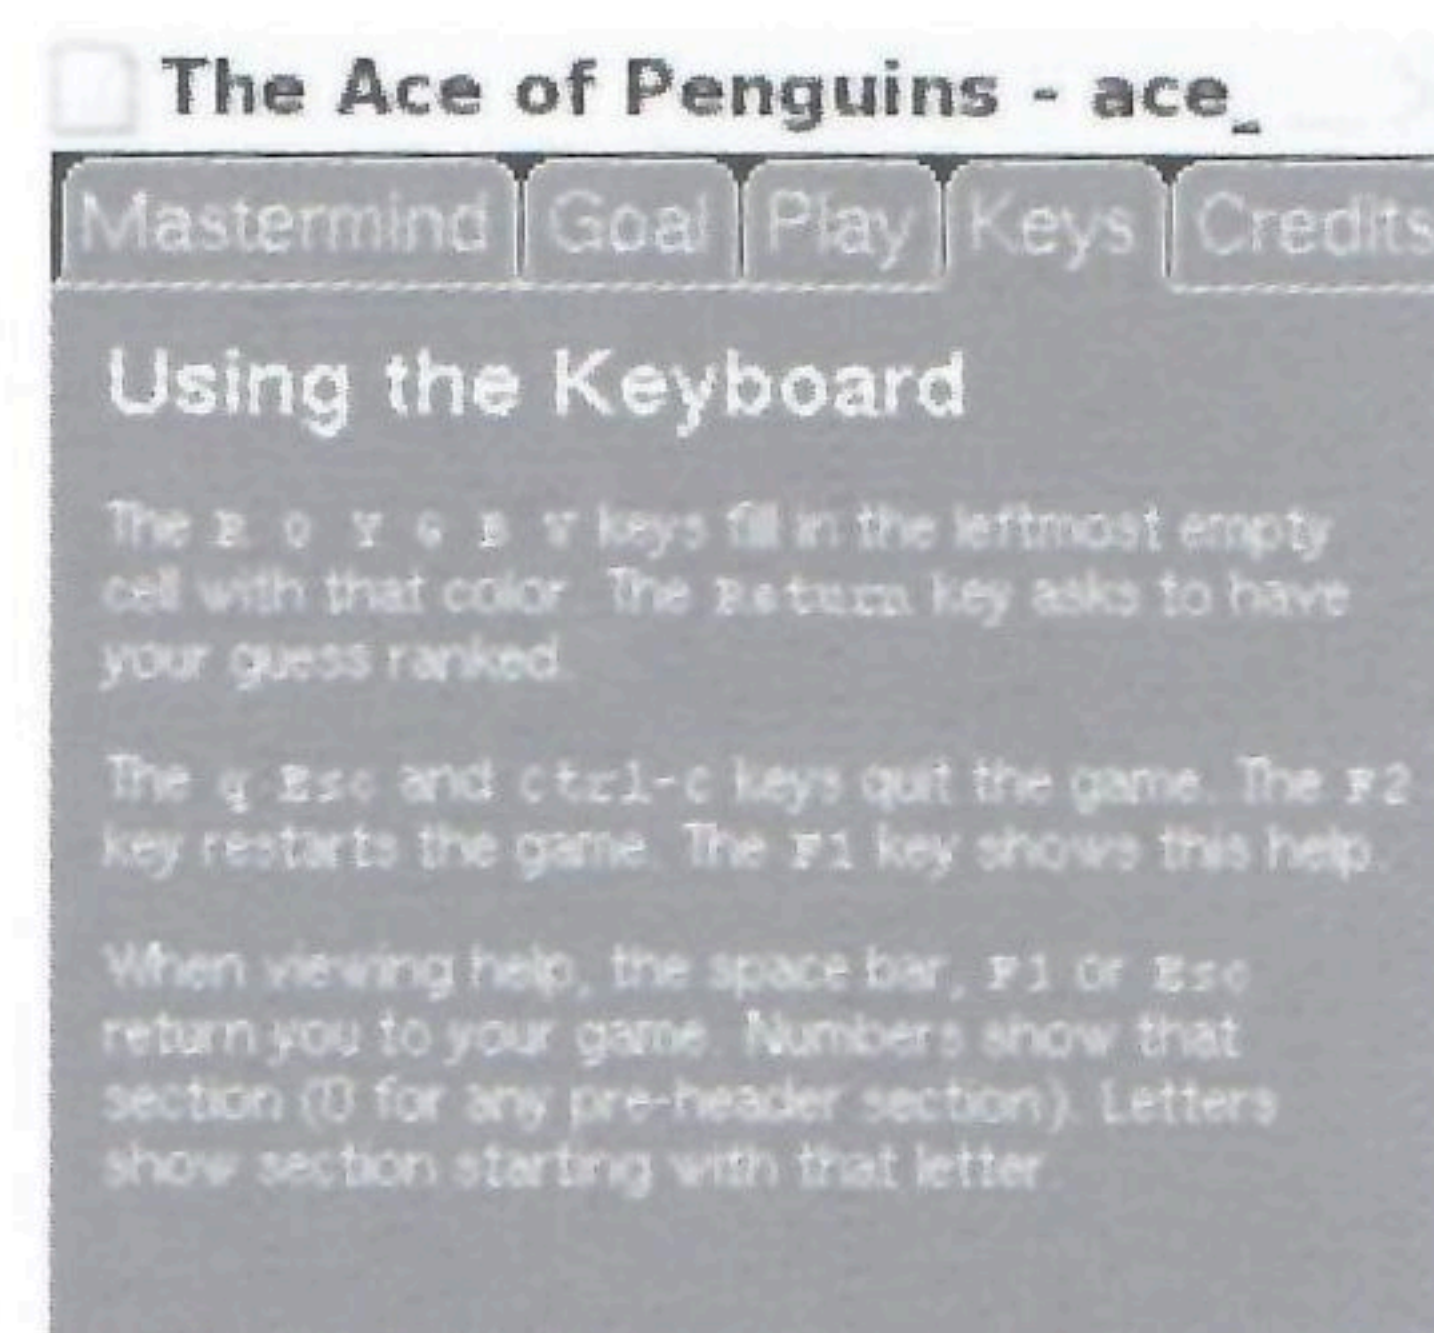 The Ace of Penguins - ace_
Mastermind Goal Play Keys Credits
Using the Keyboard
The R O Y G B V keys fill in the leftmost empty
cell with that color. The Return key asks to have
your guess ranked.
The q Esc and Ctrl-C keys quit the game. The F2
key restarts the game. The F1 key shows this help.
When viewing help, the space bar, F1 or Esc
return you to your game. Numbers show that
section (0 for any pre-header section). Letters
show section starting with that letter.